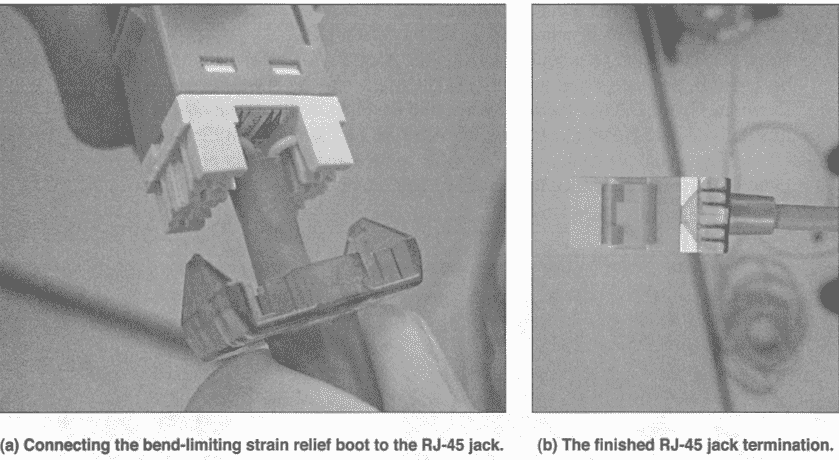 (a) Connecting the bend-limiting strain relief boot to the RJ-45 jack.
(b) The finished RJ-45 jack termination.